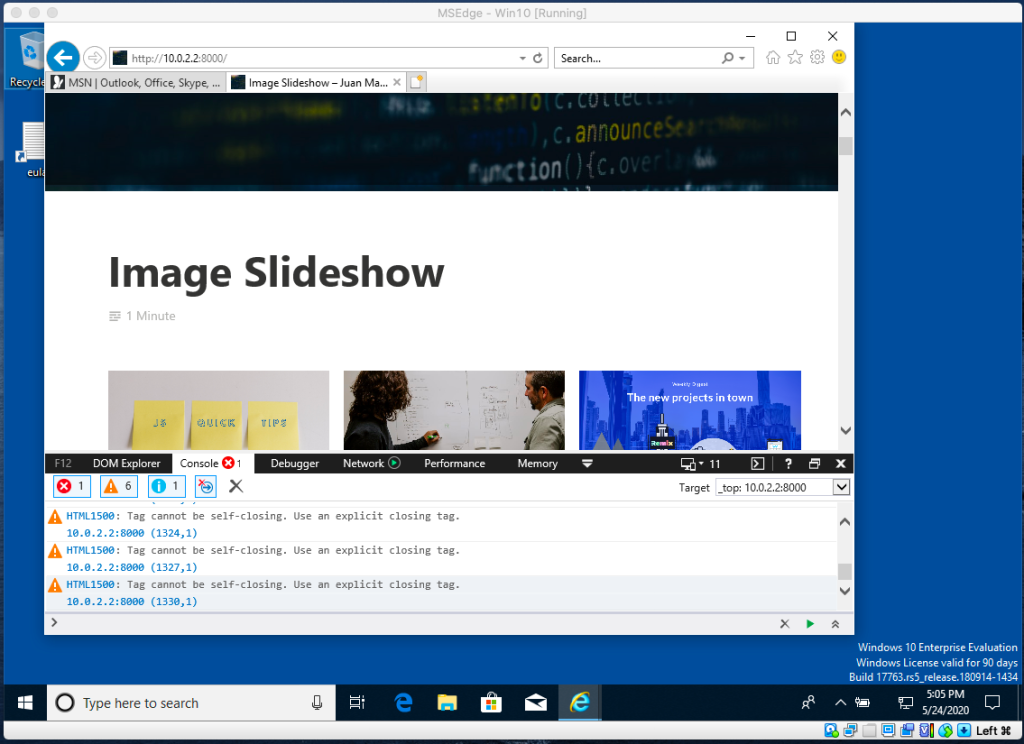 MSEdge - Win10 [Running]
Recycle
eula
http://10.0.2.2:8000/
Search...
MSN | Outlook, Office, Skype, ...
Image Slideshow – Juan Ma...
listenTo(c.collection,
),c.announceSearchResult
function(){c.overlay&&
Image Slideshow
1 Minute
JS QUICK TIPS
Weekly Digest
The new projects in town
Remix
F12 DOM Explorer Console 1 Debugger Network Performance Memory 11 ?
1 6 1
Target _top: 10.0.2.2:8000
HTML1500: Tag cannot be self-closing. Use an explicit closing tag.
10.0.2.2:8000 (1324,1)
HTML1500: Tag cannot be self-closing. Use an explicit closing tag.
10.0.2.2:8000 (1327,1)
HTML1500: Tag cannot be self-closing. Use an explicit closing tag.
10.0.2.2:8000 (1330,1)
Windows 10 Enterprise Evaluation
Windows License valid for 90 days
Build 17763.rs5_release.180914-1434
Type here to search
5:05 PM
5/24/2020
Left ⌘